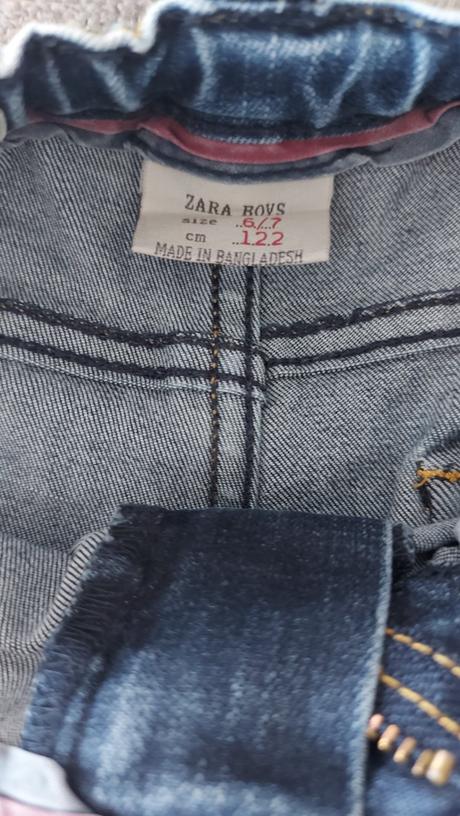 ZARA BOYS
size ..6./.7
cm ..122
MADE IN BANGLADESH